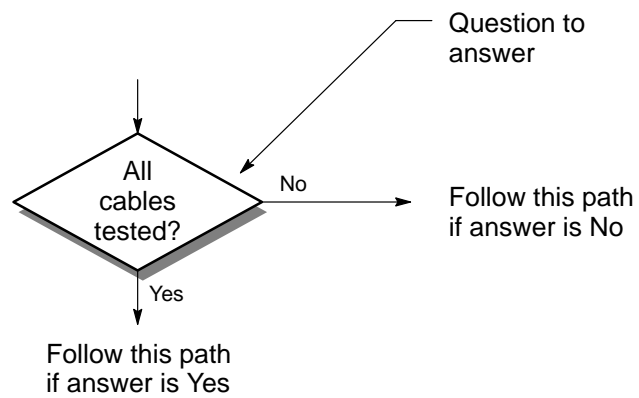 Question to
answer
All
cables
tested?
No
Follow this path
if answer is No
Yes
Follow this path
if answer is Yes